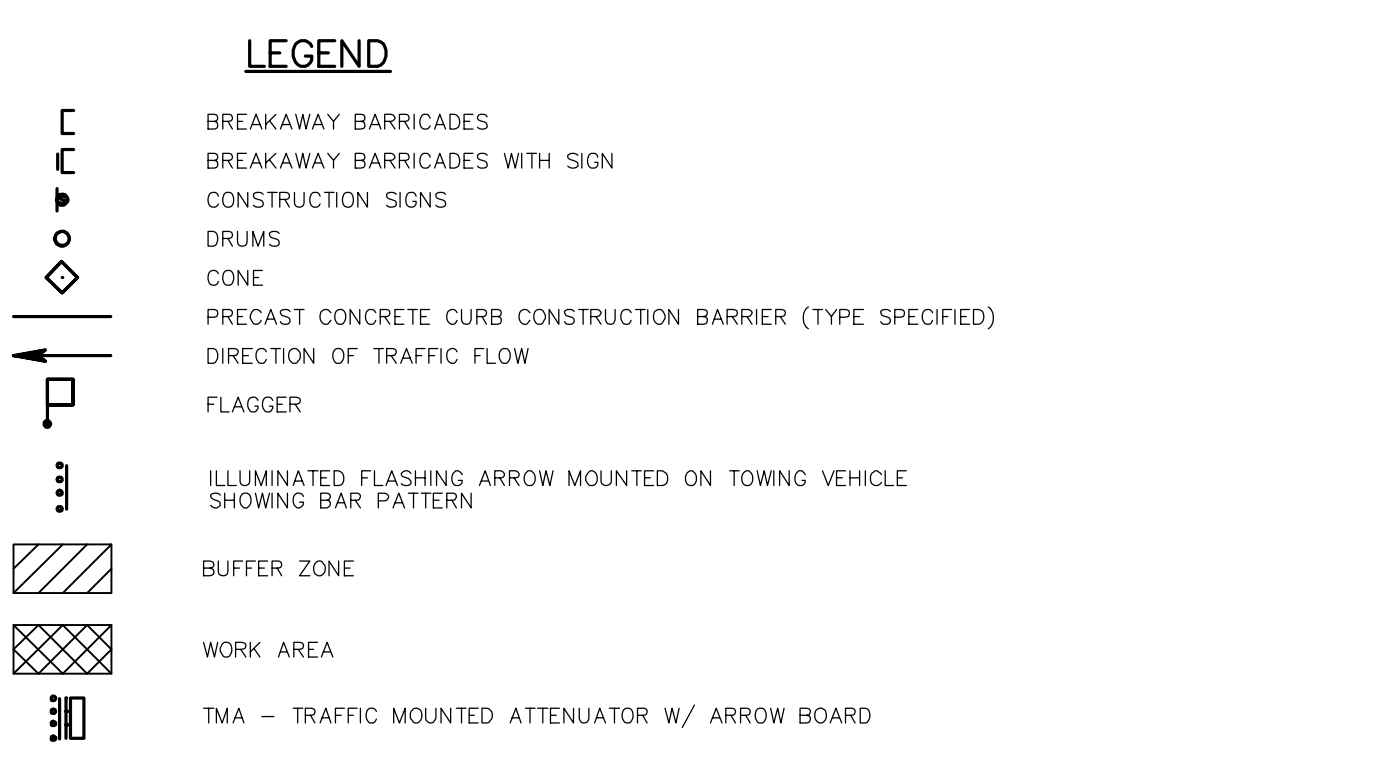 LEGEND
BREAKAWAY BARRICADES
BREAKAWAY BARRICADES WITH SIGN
CONSTRUCTION SIGNS
DRUMS
CONE
PRECAST CONCRETE CURB CONSTRUCTION BARRIER (TYPE SPECIFIED)
DIRECTION OF TRAFFIC FLOW
FLAGGER
ILLUMINATED FLASHING ARROW MOUNTED ON TOWING VEHICLE
SHOWING BAR PATTERN
BUFFER ZONE
WORK AREA
TMA – TRAFFIC MOUNTED ATTENUATOR W/ ARROW BOARD